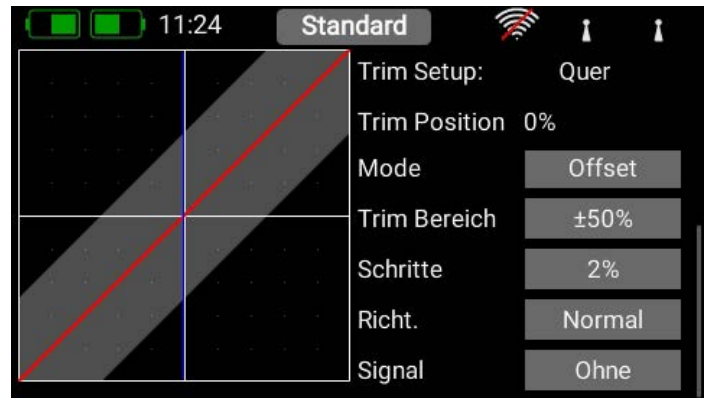 11:24 Standard
Trim Setup: Quer
Trim Position 0%
Mode Offset
Trim Bereich ±50%
Schritte 2%
Richt. Normal
Signal Ohne